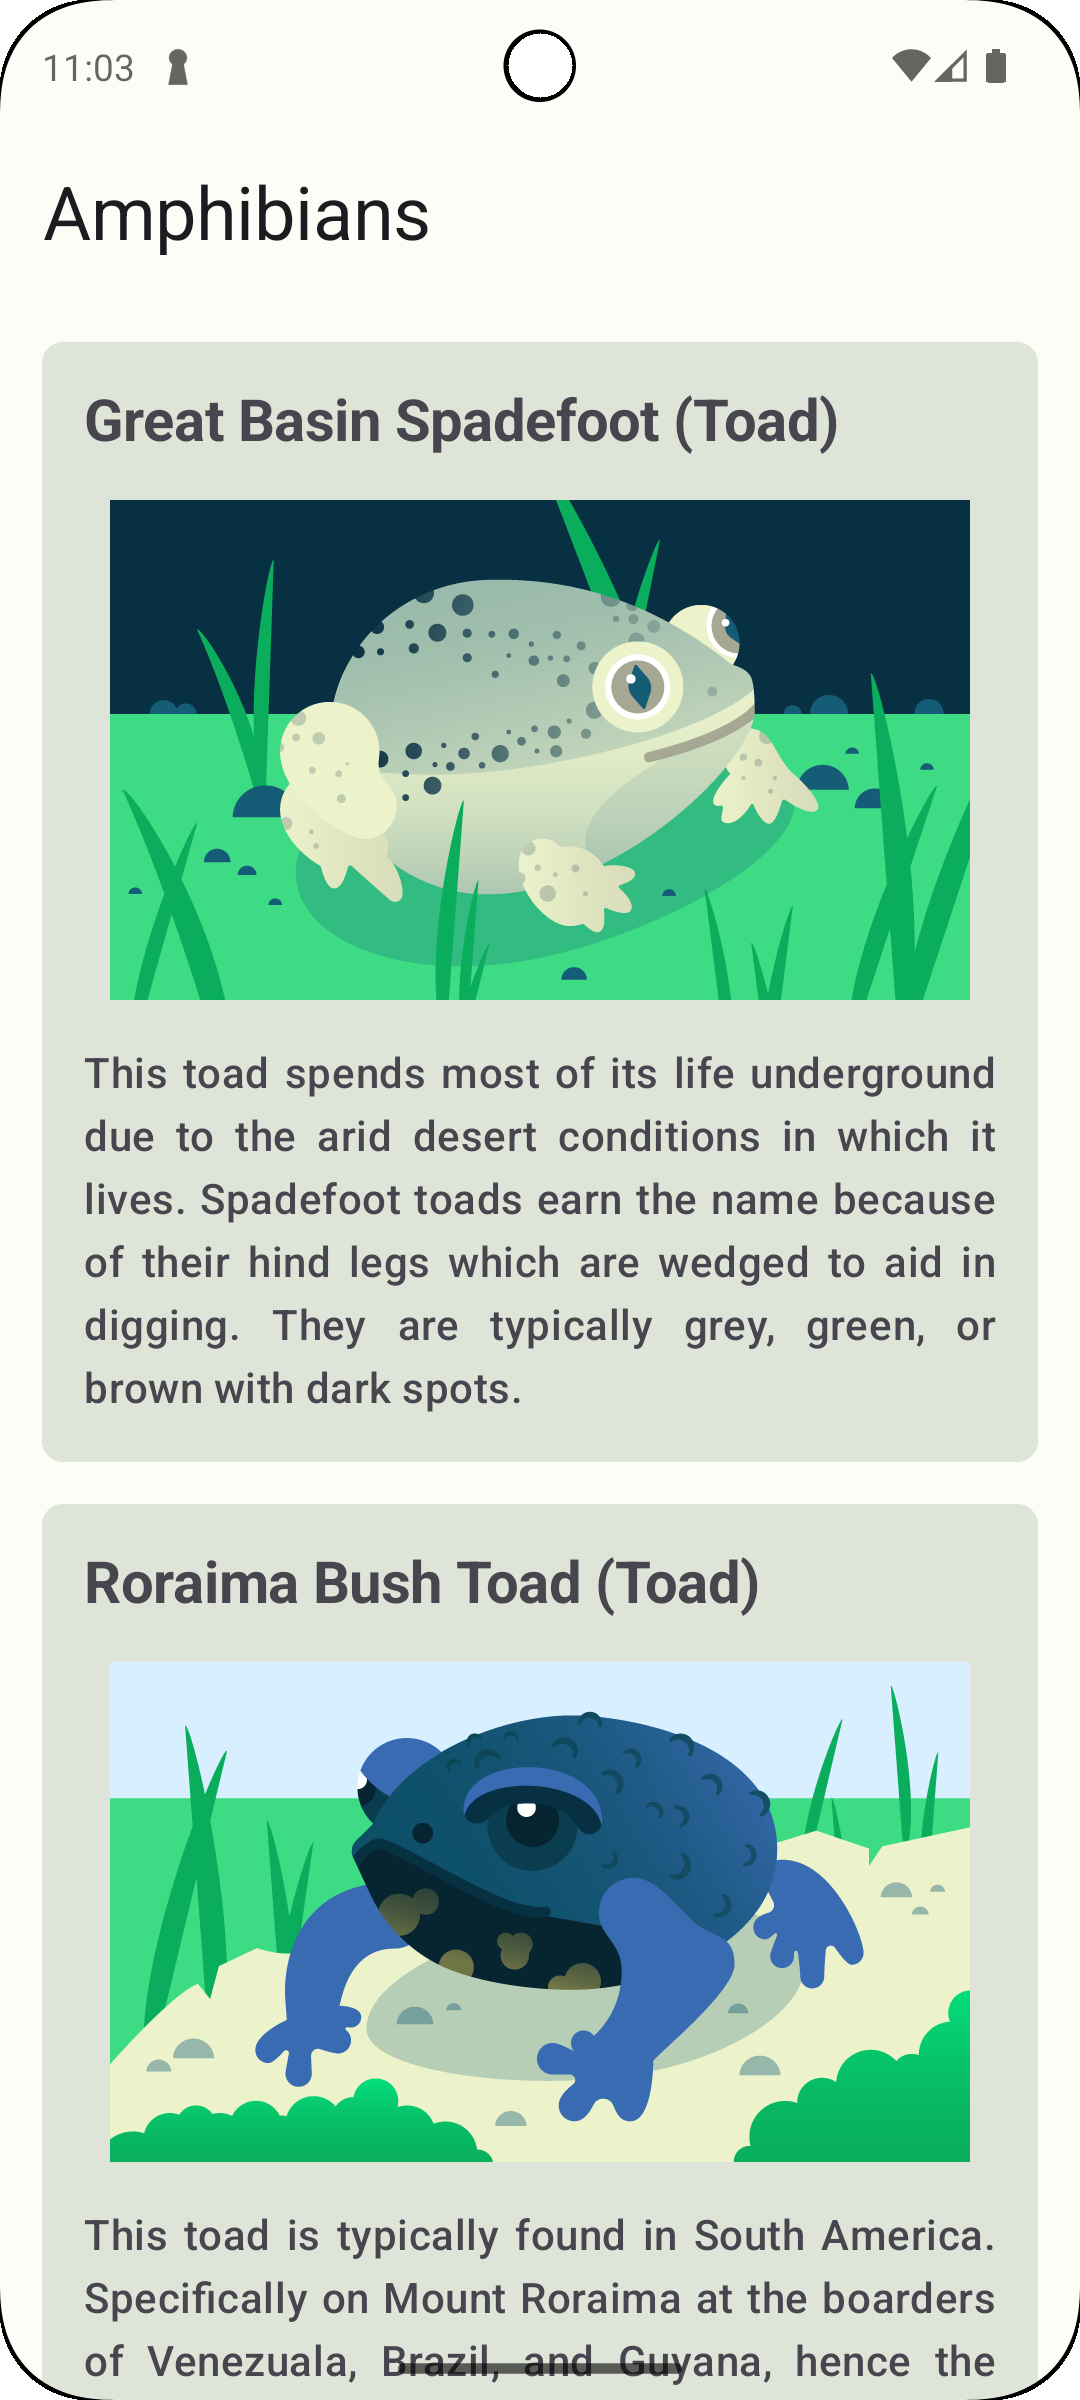 11:03
Amphibians
Great Basin Spadefoot (Toad)
This toad spends most of its life underground
due to the arid desert conditions in which it
lives. Spadefoot toads earn the name because
of their hind legs which are wedged to aid in
digging. They are typically grey, green, or
brown with dark spots.
Roraima Bush Toad (Toad)
This toad is typically found in South America.
Specifically on Mount Roraima at the boarders
of Venezuala, Brazil, and Guyana, hence the